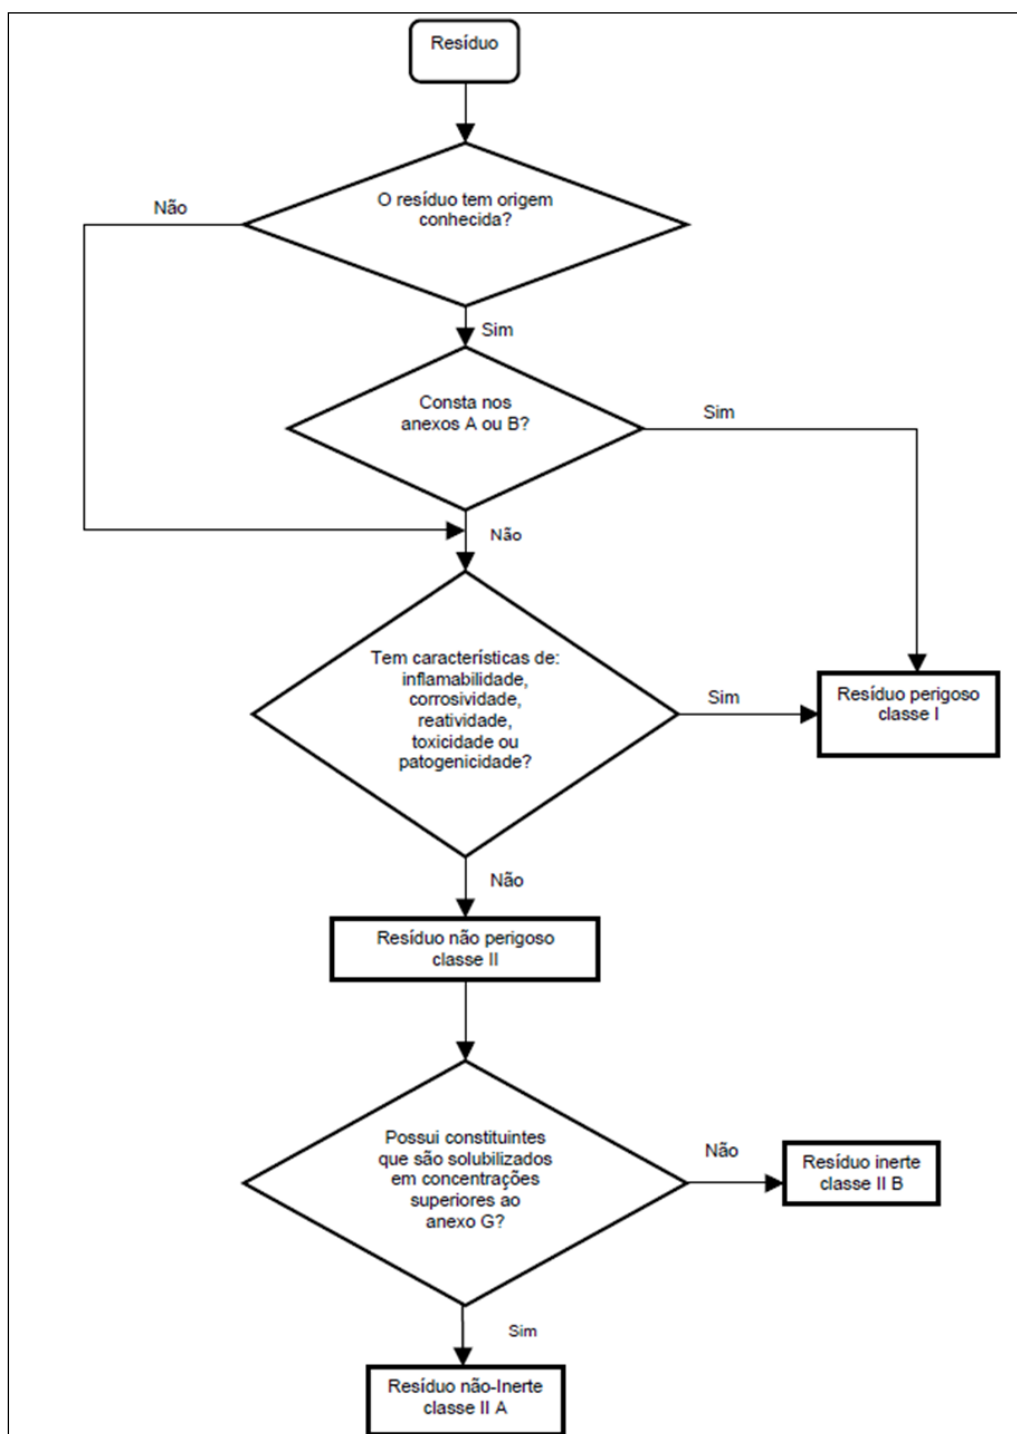 Resíduo
O resíduo tem origem
conhecida?
Não
Sim
Consta nos
anexos A ou B?
Sim
Não
Tem características de:
inflamabilidade,
corrosividade,
reatividade,
toxicidade ou
patogenicidade?
Sim
Resíduo perigoso
classe I
Não
Resíduo não perigoso
classe II
Possui constituintes
que são solubilizados
em concentrações
superiores ao
anexo G?
Não
Resíduo inerte
classe II B
Sim
Resíduo não-Inerte
classe II A